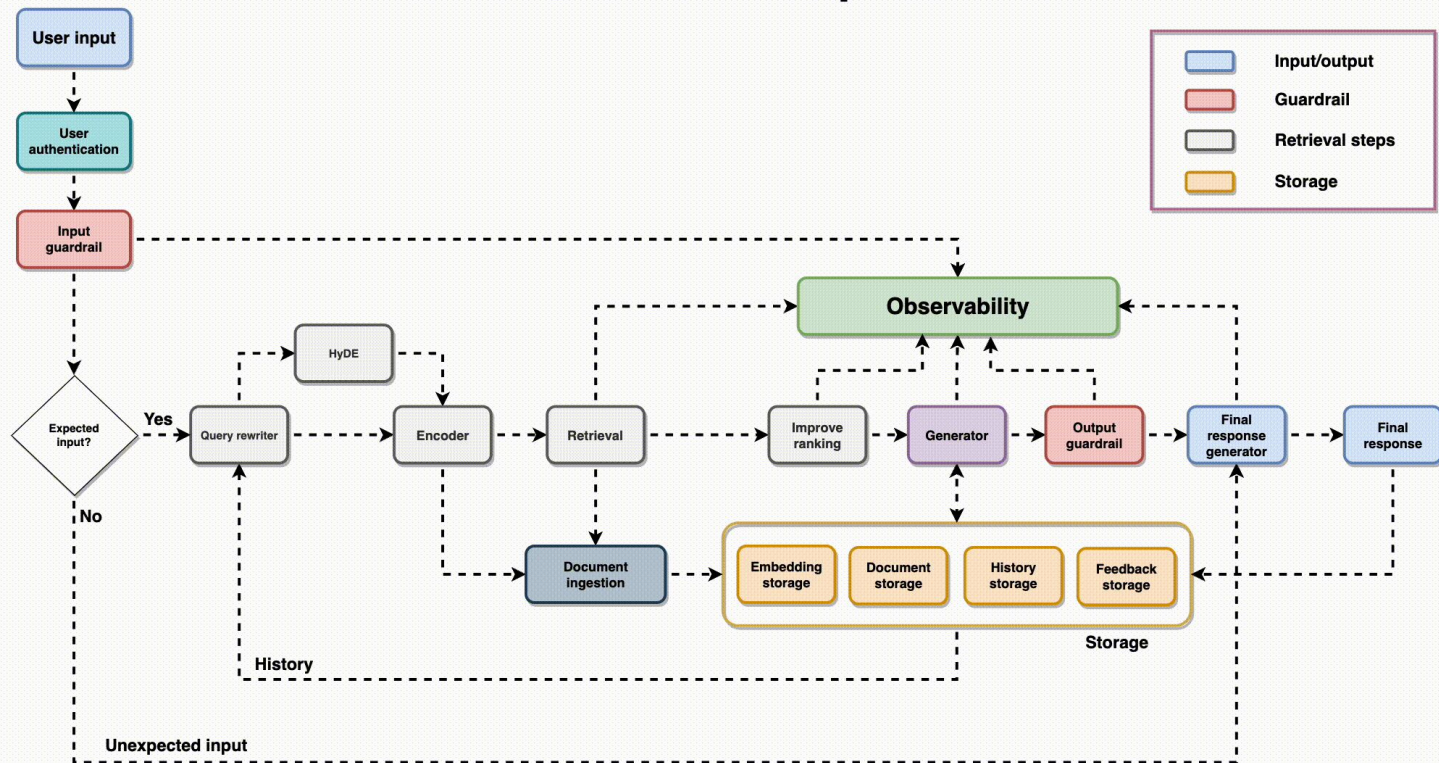 User input
Input/output
Guardrail
Retrieval steps
Storage
User
authentication
Input
guardrail
Observability
HyDE
Expected
input?
Yes
No
Query rewriter
Encoder
Retrieval
Improve
ranking
Generator
Output
guardrail
Final
response
generator
Final
response
Document
ingestion
Embedding
storage
Document
storage
History
storage
Feedback
storage
Storage
History
Unexpected input